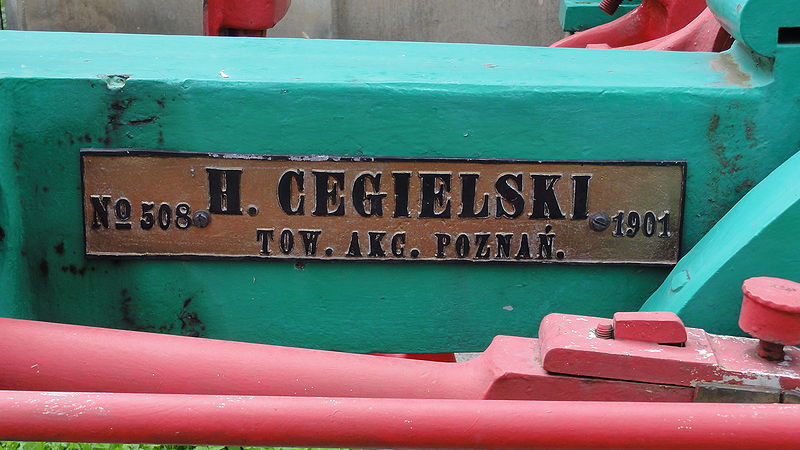 H. CEGIELSKI
No 508 1901
TOW. AKC. POZNAŃ.